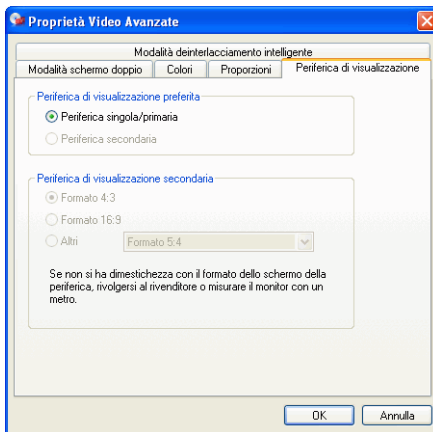 Proprietà Video Avanzate
Modalità deinterlacciamento intelligente
Modalità schermo doppio Colori Proporzioni Periferica di visualizzazione
Periferica di visualizzazione preferita
Periferica singola/primaria
Periferica secondaria
Periferica di visualizzazione secondaria
Formato 4:3
Formato 16:9
Altri Formato 5:4
Se non si ha dimestichezza con il formato dello schermo della
periferica, rivolgersi al rivenditore o misurare il monitor con un
metro.
OK Annulla